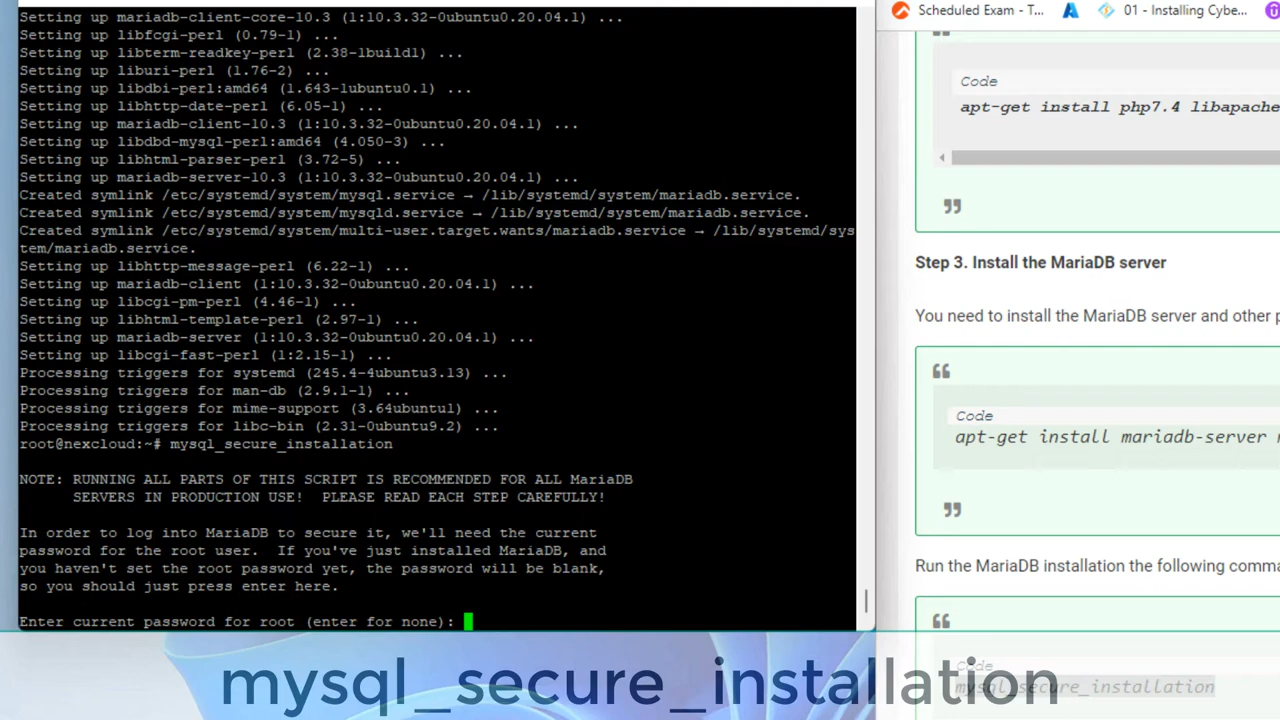 Setting up mariadb-client-core-10.3 (1:10.3.32-0ubuntu0.20.04.1) ...
Setting up libfcgi-perl (0.79-1) ...
Setting up libterm-readkey-perl (2.38-1build1) ...
Setting up liburi-perl (1.76-2) ...
Setting up libdbi-perl:amd64 (1.643-1ubuntu0.1) ...
Setting up libhttp-date-perl (6.05-1) ...
Setting up mariadb-client-10.3 (1:10.3.32-0ubuntu0.20.04.1) ...
Setting up libdbd-mysql-perl:amd64 (4.050-3) ...
Setting up libhtml-parser-perl (3.72-5) ...
Setting up mariadb-server-10.3 (1:10.3.32-0ubuntu0.20.04.1) ...
Created symlink /etc/systemd/system/mysql.service → /lib/systemd/system/mariadb.service.
Created symlink /etc/systemd/system/mysqld.service → /lib/systemd/system/mariadb.service.
Created symlink /etc/systemd/system/multi-user.target.wants/mariadb.service → /lib/systemd/sys
tem/mariadb.service.
Setting up libhttp-message-perl (6.22-1) ...
Setting up mariadb-client (1:10.3.32-0ubuntu0.20.04.1) ...
Setting up libcgi-pm-perl (4.46-1) ...
Setting up libhtml-template-perl (2.97-1) ...
Setting up mariadb-server (1:10.3.32-0ubuntu0.20.04.1) ...
Setting up libcgi-fast-perl (1:2.15-1) ...
Processing triggers for systemd (245.4-4ubuntu3.13) ...
Processing triggers for man-db (2.9.1-1) ...
Processing triggers for mime-support (3.64ubuntu1) ...
Processing triggers for libc-bin (2.31-0ubuntu9.2) ...
root@nexcloud:~# mysql_secure_installation
NOTE: RUNNING ALL PARTS OF THIS SCRIPT IS RECOMMENDED FOR ALL MariaDB
SERVERS IN PRODUCTION USE! PLEASE READ EACH STEP CAREFULLY!
In order to log into MariaDB to secure it, we'll need the current
password for the root user. If you've just installed MariaDB, and
you haven't set the root password yet, the password will be blank,
so you should just press enter here.
Enter current password for root (enter for none):
Scheduled Exam - T... 01 - Installing Cybe...
Code
apt-get install php7.4 libapache
Step 3. Install the MariaDB server
You need to install the MariaDB server and other p
Code
apt-get install mariadb-server
Run the MariaDB installation the following comma
Code
mysql_secure_installation
mysql_secure_installation